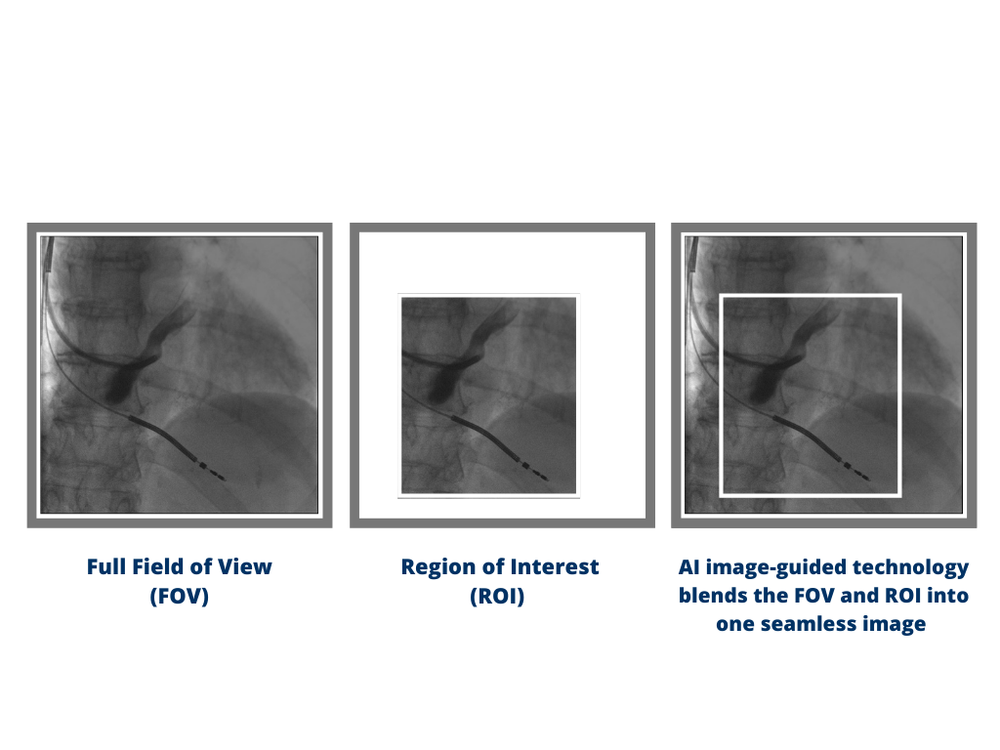 Full Field of View
(FOV)
Region of Interest
(ROI)
AI image-guided technology
blends the FOV and ROI into
one seamless image